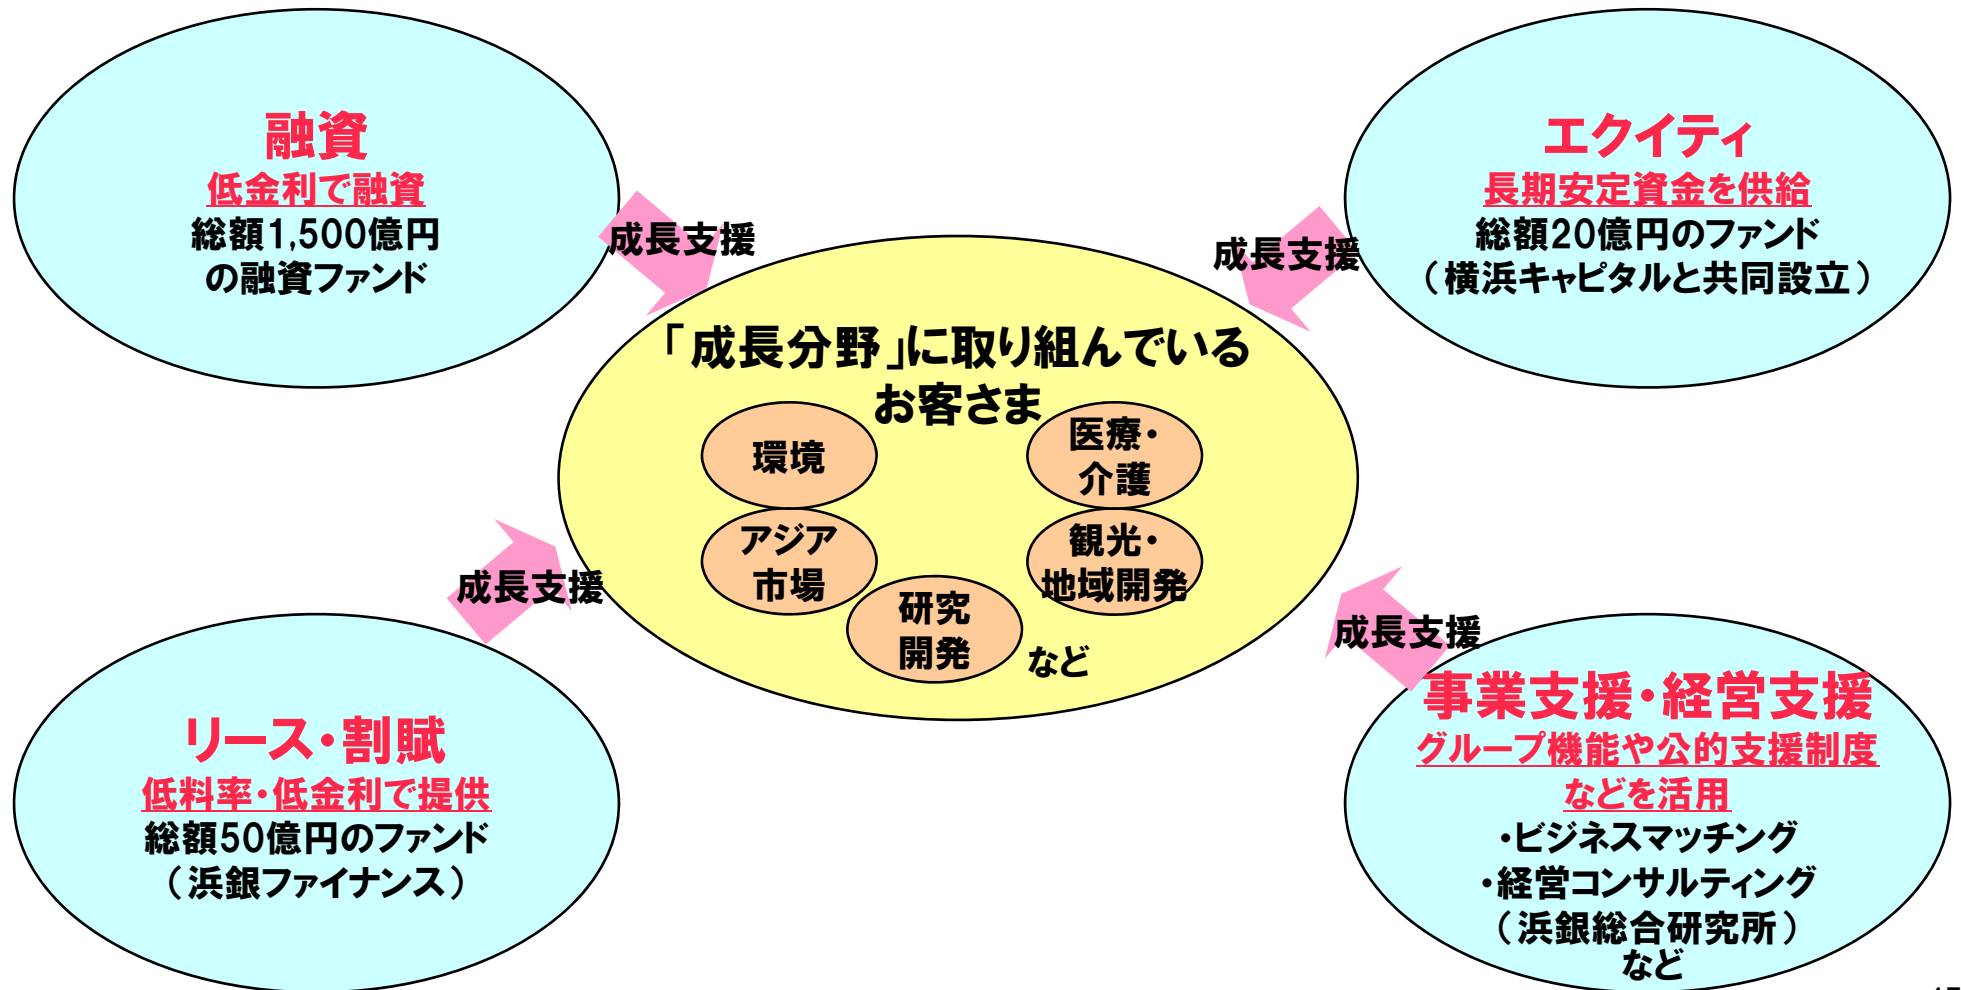 融資
低金利で融資
総額1,500億円
の融資ファンド
成長支援
エクイティ
長期安定資金を供給
総額20億円のファンド
（横浜キャピタルと共同設立）
成長支援
「成長分野」に取り組んでいる
お客さま
環境
医療・
介護
アジア
市場
観光・
地域開発
研究
開発
など
成長支援
リース・割賦
低料率・低金利で提供
総額50億円のファンド
（浜銀ファイナンス）
成長支援
事業支援・経営支援
グループ機能や公的支援制度
などを活用
・ビジネスマッチング
・経営コンサルティング
（浜銀総合研究所）
など